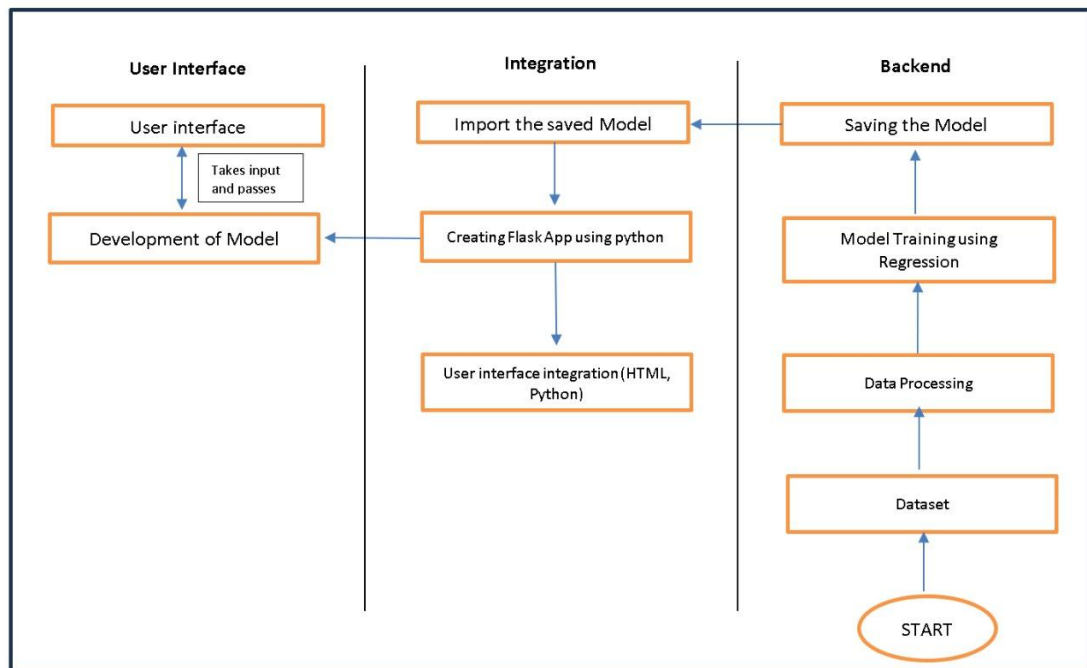 User Interface
User interface
Takes input
and passes
Development of Model
Integration
Import the saved Model
Creating Flask App using python
User interface integration (HTML,
Python)
Backend
Saving the Model
Model Training using
Regression
Data Processing
Dataset
START